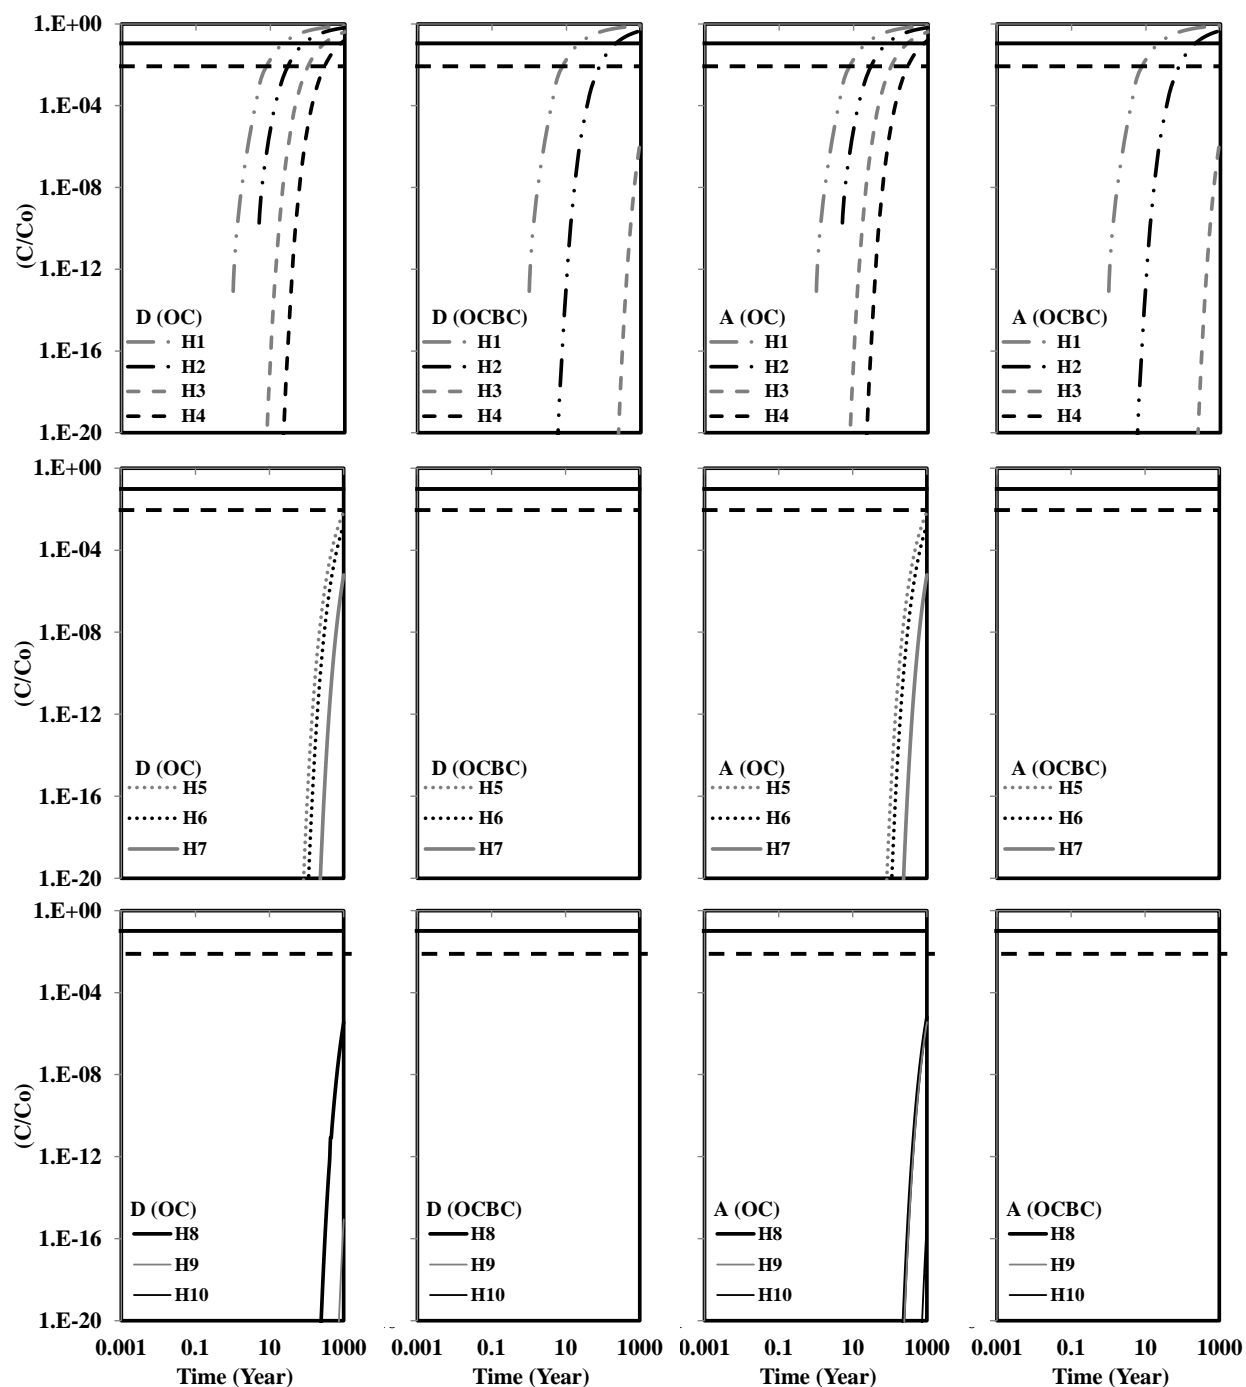 1.E+00
1.E-04
1.E-08
1.E-12
1.E-16
1.E-20
(C/Co)
D (OC)
H1
H2
H3
H4
D (OCBC)
H1
H2
H3
H4
A (OC)
H1
H2
H3
H4
A (OCBC)
H1
H2
H3
H4
1.E+00
1.E-04
1.E-08
1.E-12
1.E-16
1.E-20
(C/Co)
D (OC)
H5
H6
H7
D (OCBC)
H5
H6
H7
A (OC)
H5
H6
H7
A (OCBC)
H5
H6
H7
1.E+00
1.E-04
1.E-08
1.E-12
1.E-16
1.E-20
(C/Co)
D (OC)
H8
H9
H10
D (OCBC)
H8
H9
H10
A (OC)
H8
H9
H10
A (OCBC)
H8
H9
H10
0.001 0.1 10 1000
Time (Year)
0.001 0.1 10 1000
Time (Year)
0.001 0.1 10 1000
Time (Year)
0.001 0.1 10 1000
Time (Year)